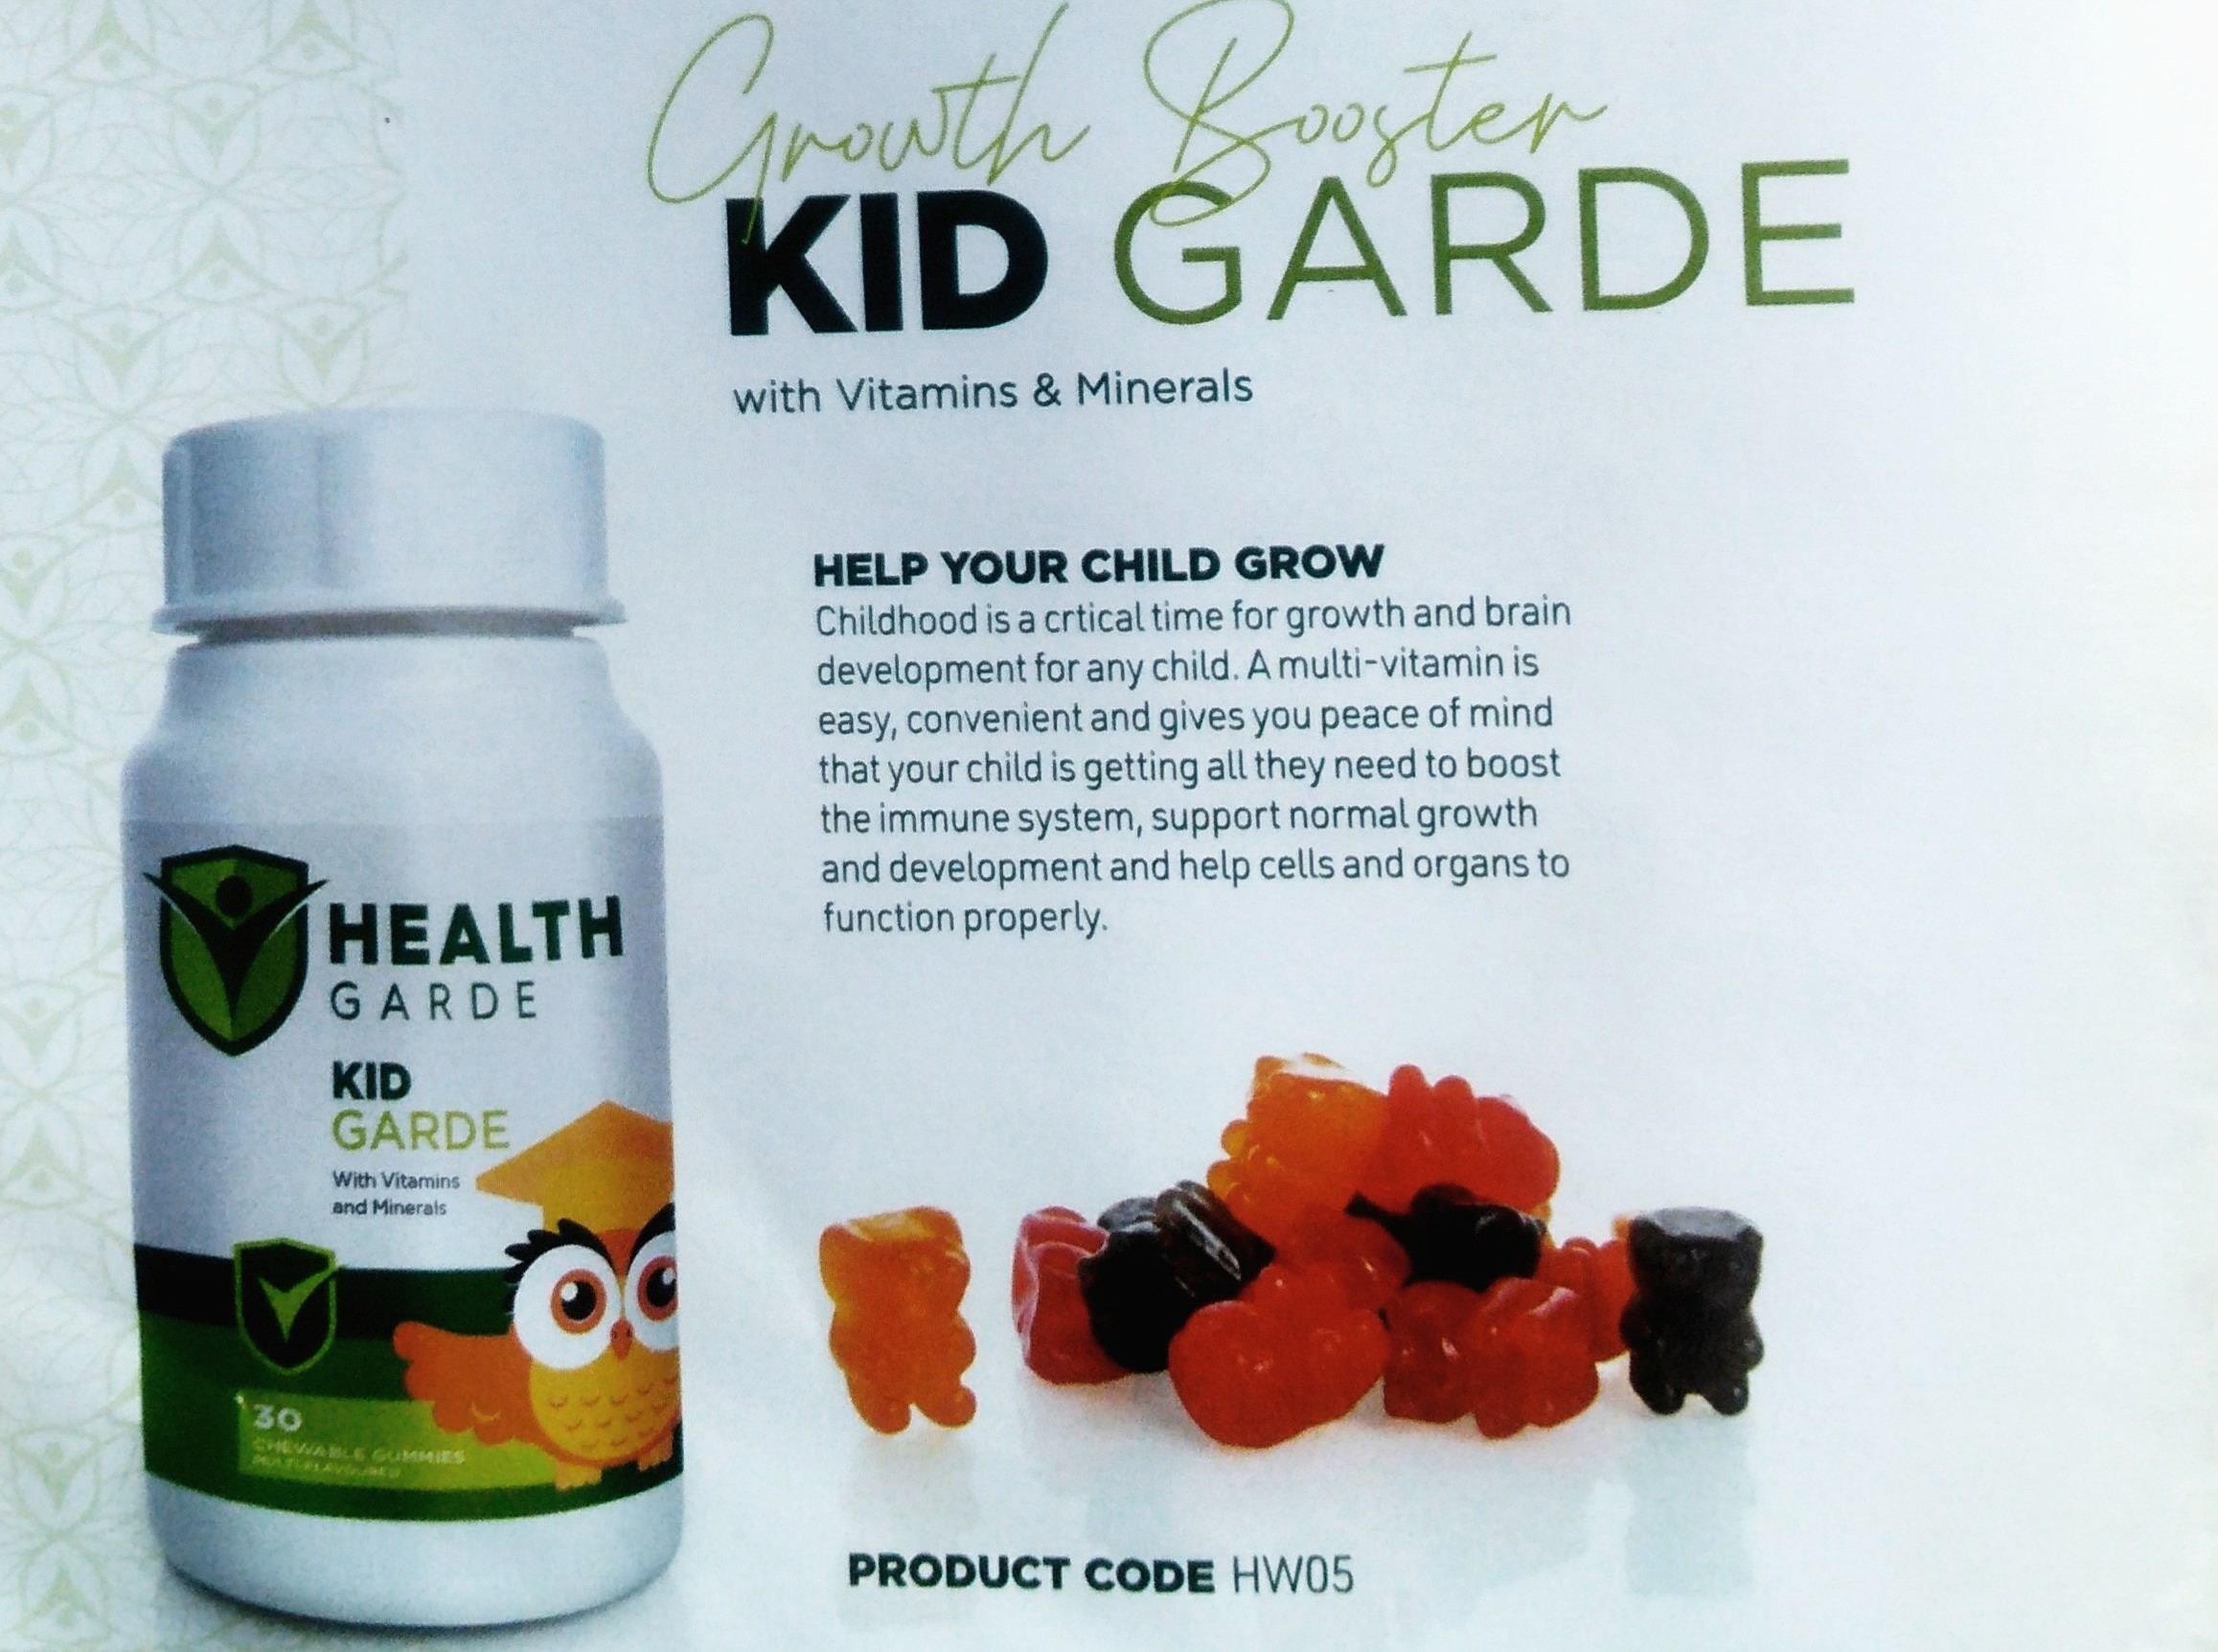 Growth Booster
KID GARDE
with Vitamins & Minerals
HELP YOUR CHILD GROW
Childhood is a crtical time for growth and brain
development for any child. A multi-vitamin is
easy, convenient and gives you peace of mind
that your child is getting all they need to boost
the immune system, support normal growth
and development and help cells and organs to
function properly.
HEALTH
GARDE
KID
GARDE
With Vitamins
and Minerals
30
CHEWABLE GUMMIES
MULTIFLAVOURED
PRODUCT CODE HW05